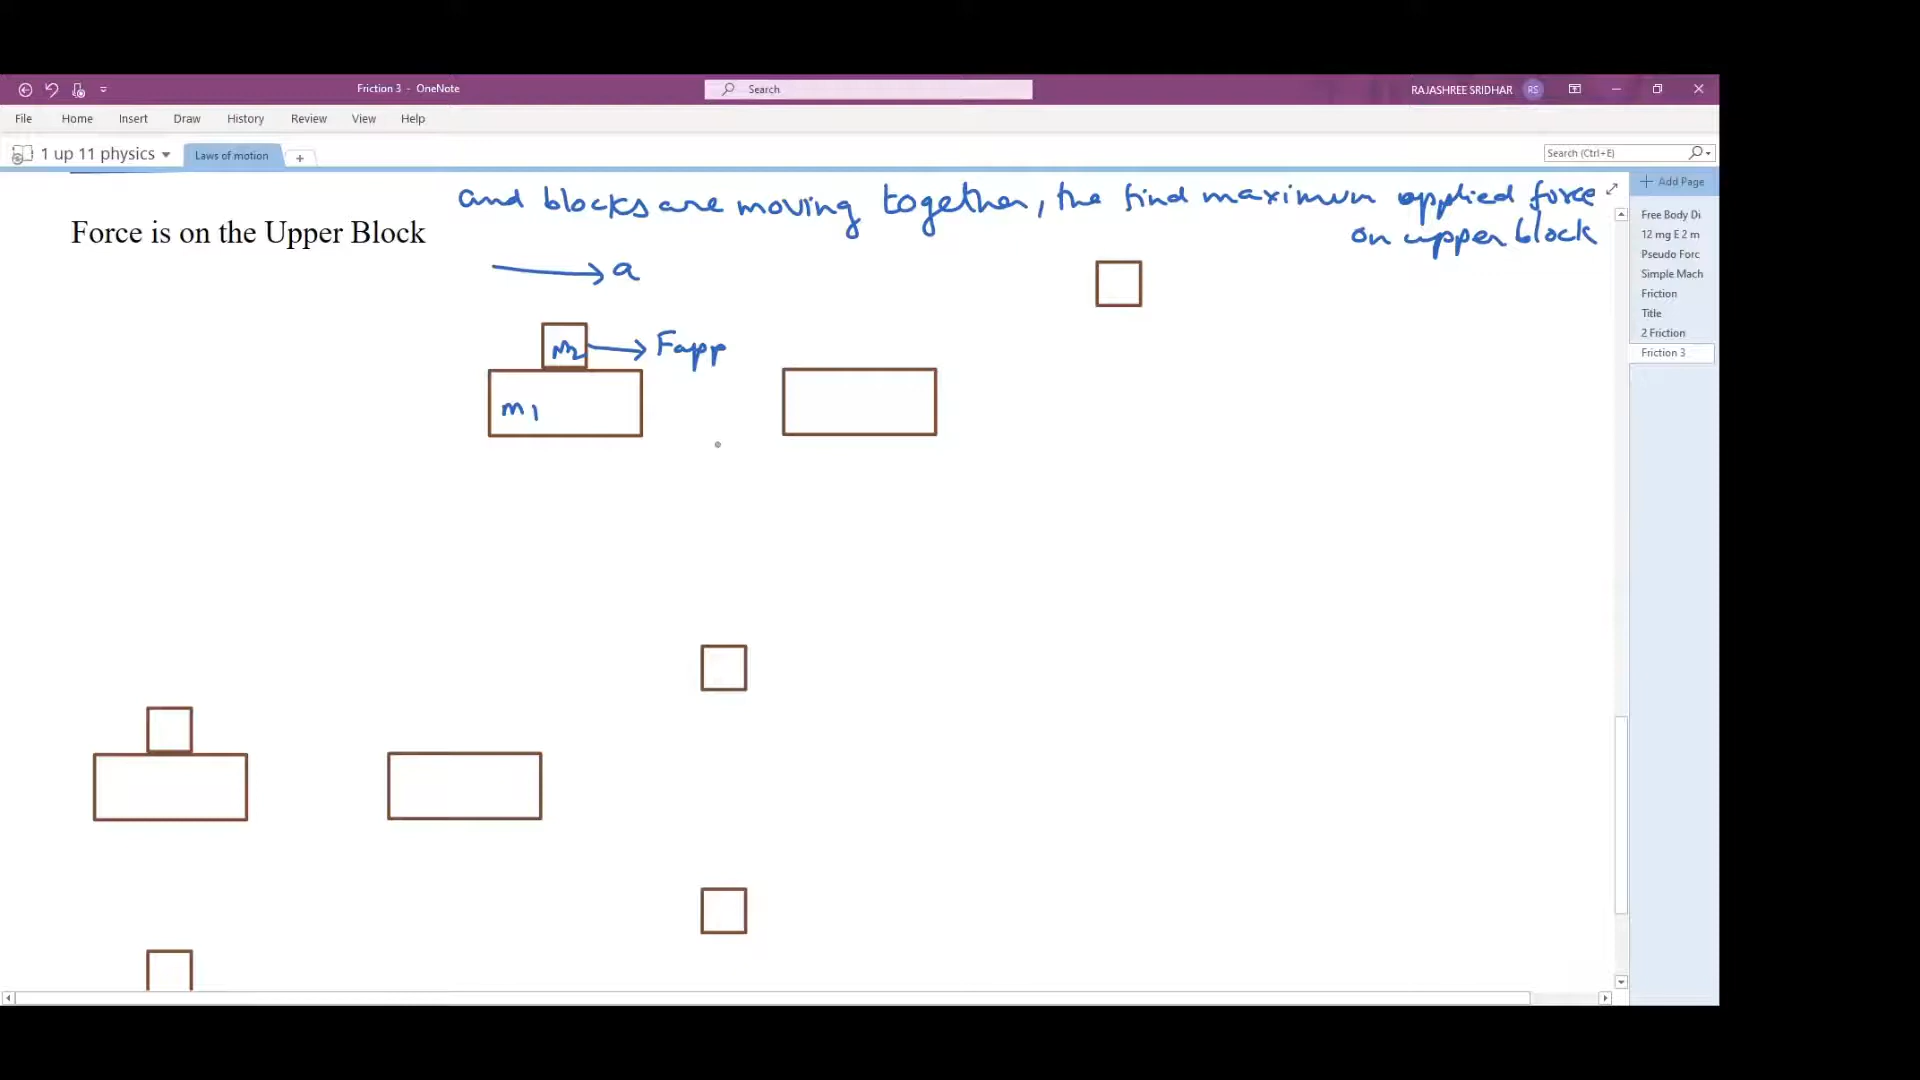 Friction 3 - OneNote
Search
RAJASHREE SRIDHAR
RS
File Home Insert Draw History Review View Help
1 up 11 physics
Laws of motion
Search (Ctrl+E)
Add Page
Free Body Di
12 mg E 2 m
Pseudo Forc
Simple Mach
Friction
Title
2 Friction
Friction 3
and blocks are moving together, the find maximum applied force
on upper block
Force is on the Upper Block
a
m2
Fapp
m1